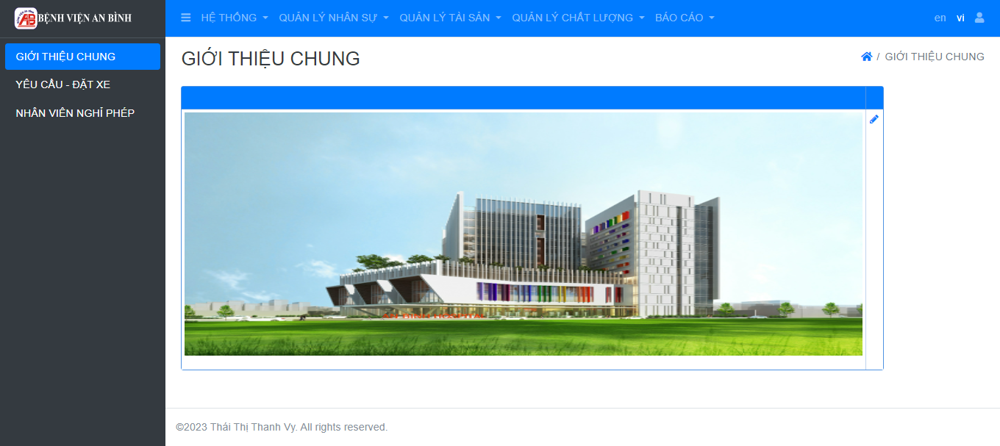 BỆNH VIỆN AN BÌNH
HỆ THỐNG QUẢN LÝ NHÂN SỰ QUẢN LÝ TÀI SẢN QUẢN LÝ CHẤT LƯỢNG BÁO CÁO en vi
GIỚI THIỆU CHUNG
YÊU CẦU - ĐẶT XE
NHÂN VIÊN NGHỈ PHÉP
GIỚI THIỆU CHUNG
/ GIỚI THIỆU CHUNG
©2023 Thái Thị Thanh Vy. All rights reserved.